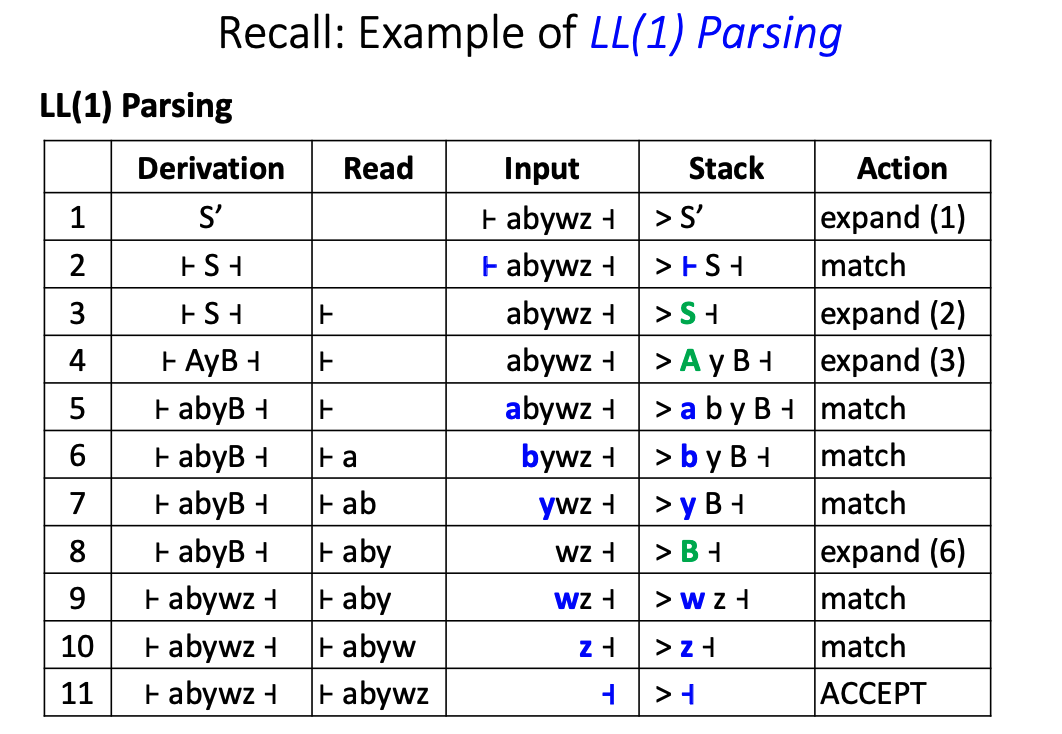 Recall: Example of LL(1) Parsing
LL(1) Parsing
Derivation Read Input Stack Action
1 S’ ⊢ abywz ⊣ > S’ expand (1)
2 ⊢ S ⊣ ⊢ abywz ⊣ > ⊢ S ⊣ match
3 ⊢ S ⊣ ⊢ abywz ⊣ > S ⊣ expand (2)
4 ⊢ AyB ⊣ ⊢ abywz ⊣ > A y B ⊣ expand (3)
5 ⊢ abyB ⊣ ⊢ abywz ⊣ > a b y B ⊣ match
6 ⊢ abyB ⊣ ⊢ a bywz ⊣ > b y B ⊣ match
7 ⊢ abyB ⊣ ⊢ ab ywz ⊣ > y B ⊣ match
8 ⊢ abyB ⊣ ⊢ aby wz ⊣ > B ⊣ expand (6)
9 ⊢ abywz ⊣ ⊢ aby wz ⊣ > w z ⊣ match
10 ⊢ abywz ⊣ ⊢ abyw z ⊣ > z ⊣ match
11 ⊢ abywz ⊣ ⊢ abywz ⊣ > ⊣ ACCEPT